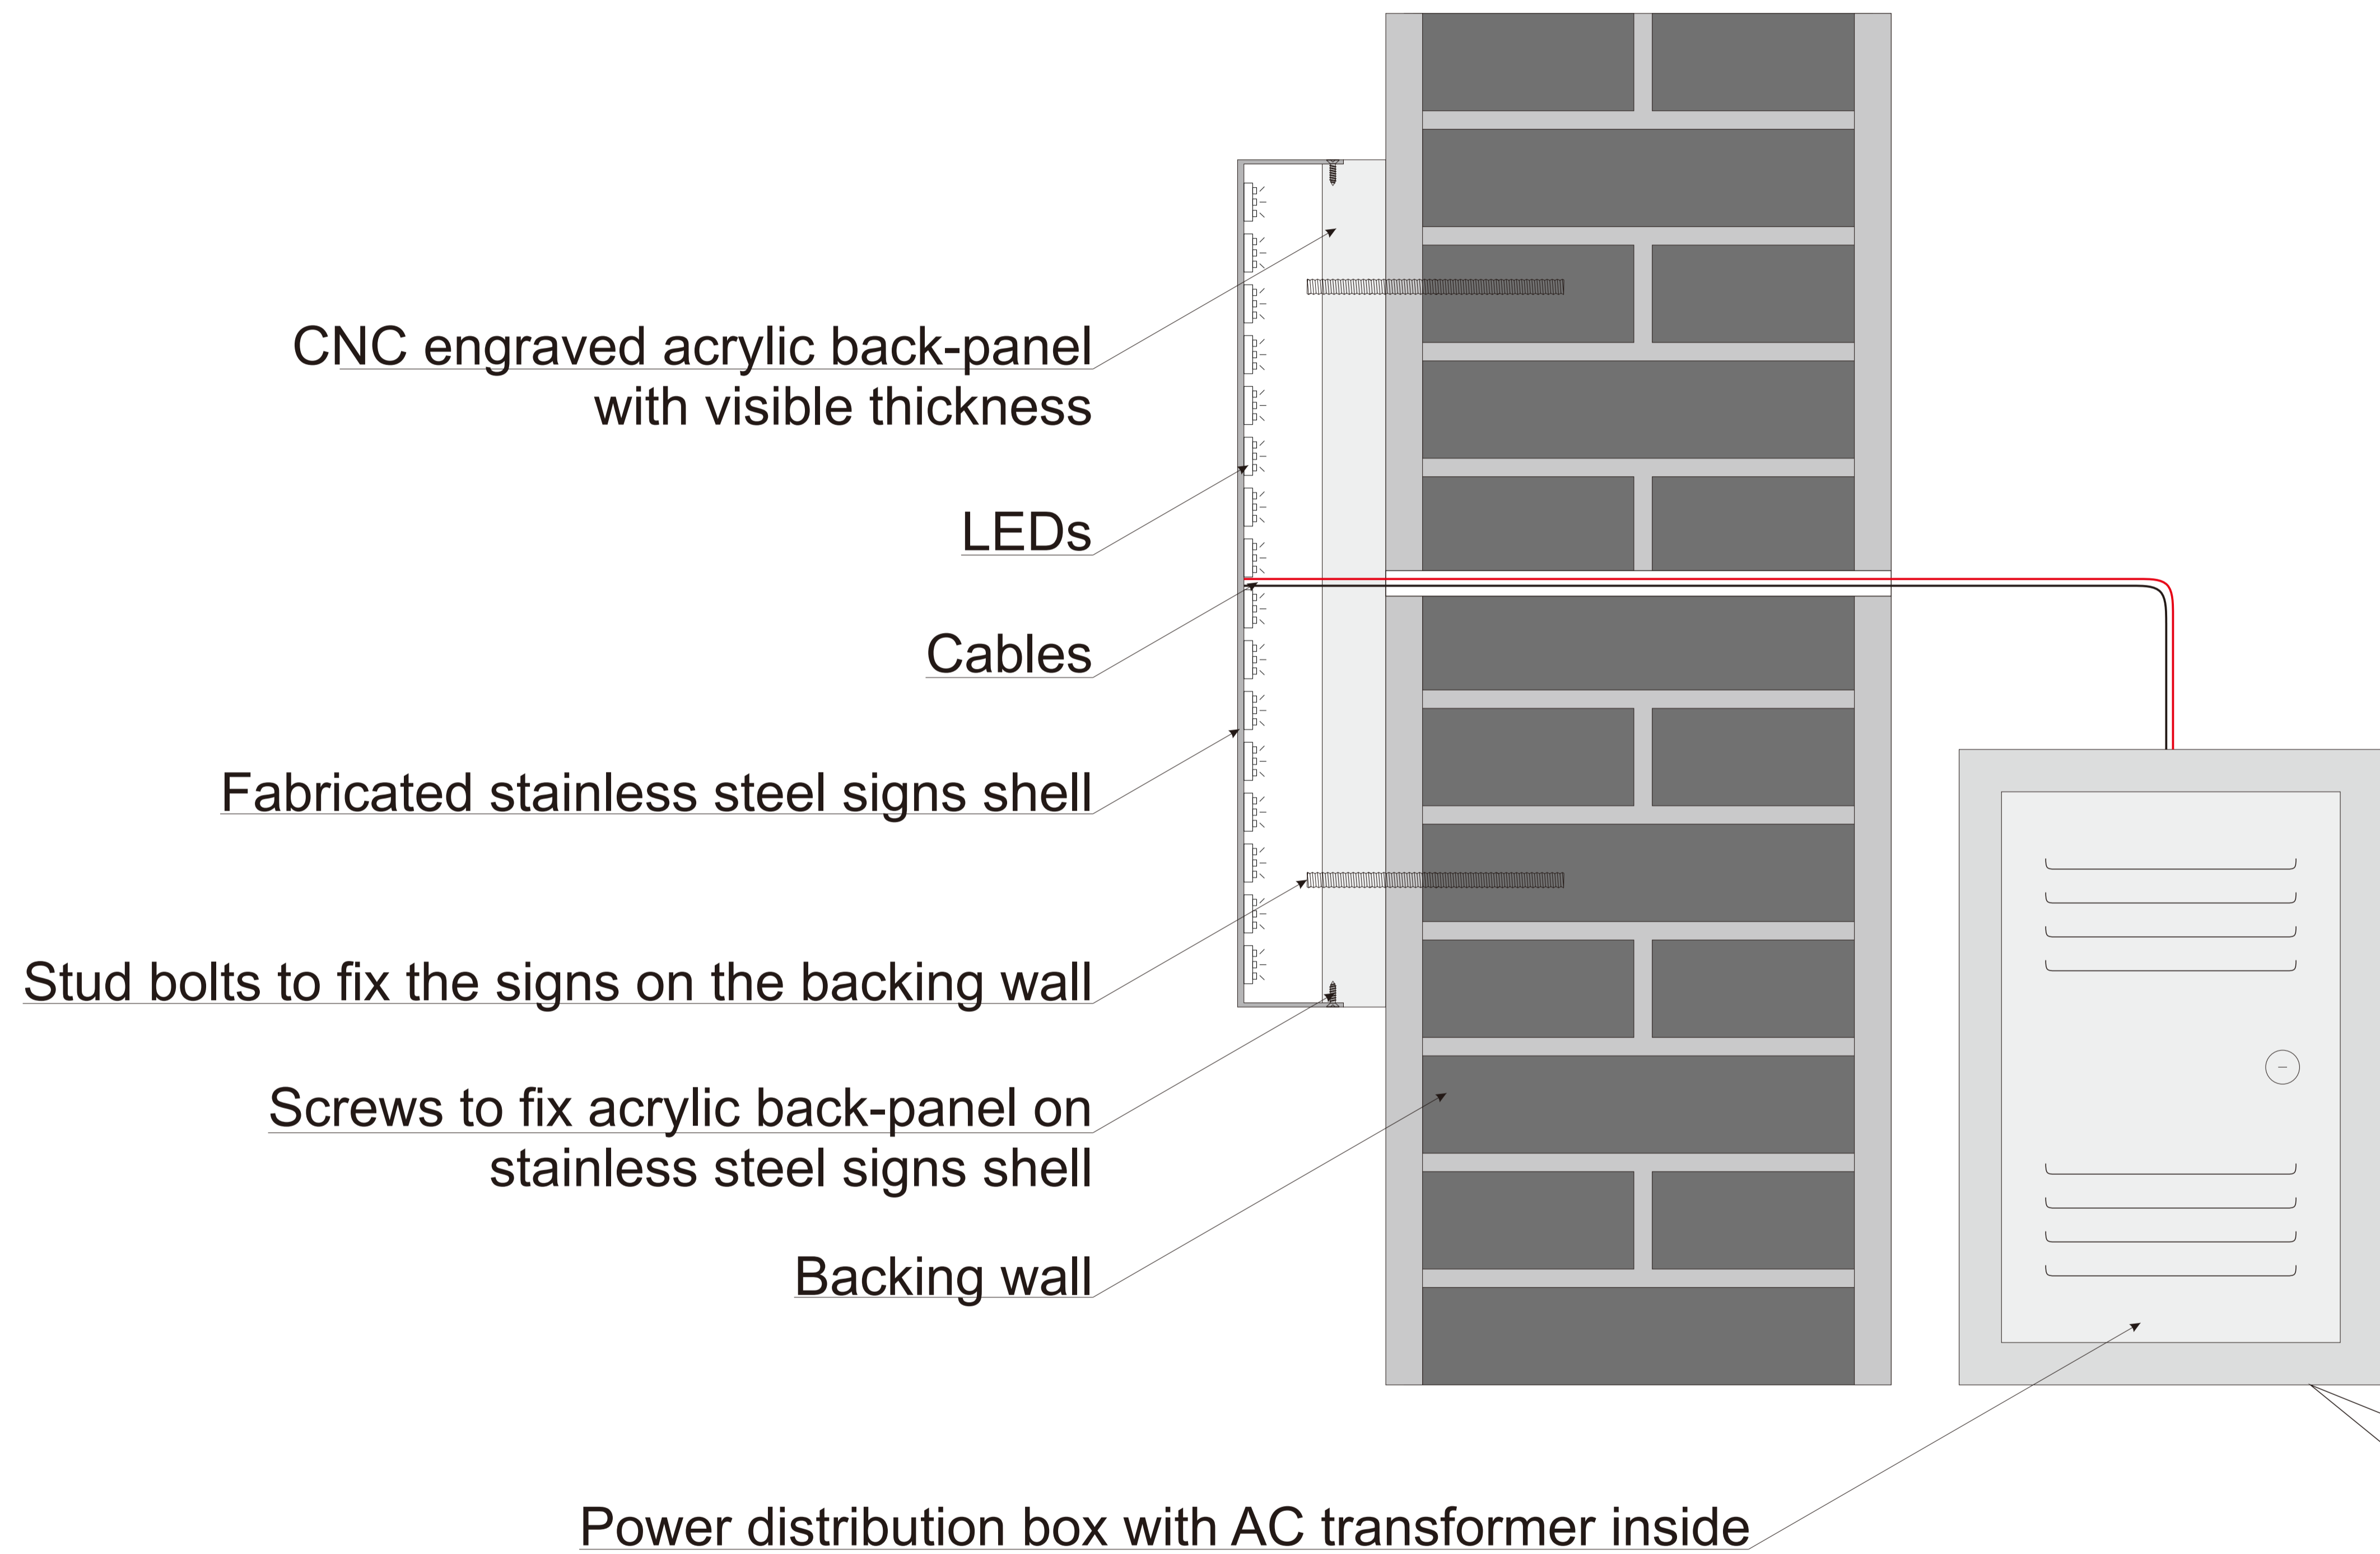 CNC engraved acrylic back-panel
with visible thickness
LEDs
Cables
Fabricated stainless steel signs shell
Stud bolts to fix the signs on the backing wall
Screws to fix acrylic back-panel on
stainless steel signs shell
Backing wall
Power distribution box with AC transformer inside